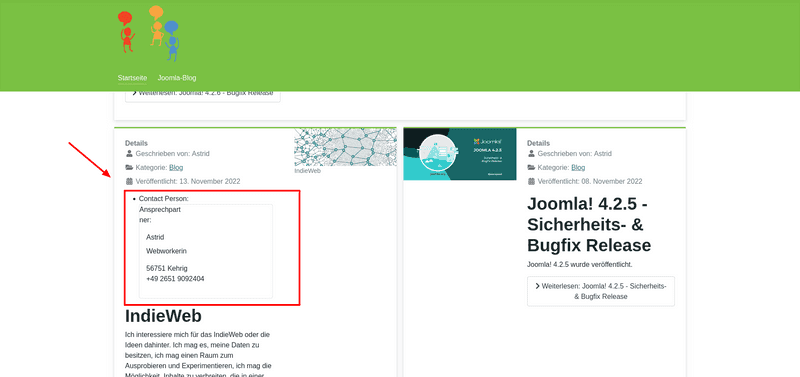 Startseite Joomla-Blog
Weiterlesen: Joomla! 4.2.6 - Bugfix Release
Details
Geschrieben von: Astrid
Kategorie: Blog
Veröffentlicht: 13. November 2022
IndieWeb
Contact Person:
Ansprechpart
ner:
Astrid
Webworkerin
56751 Kehrig
+49 2651 9092404
IndieWeb
Ich interessiere mich für das IndieWeb oder die
Ideen dahinter. Ich mag es, meine Daten zu
besitzen, ich mag einen Raum zum
Ausprobieren und Experimentieren, ich mag die
Möglichkeit, Inhalte zu verbreiten, die in einer
Joomla!
JOOMLA 4.2.5
Details
Geschrieben von: Astrid
Kategorie: Blog
Veröffentlicht: 08. November 2022
Joomla! 4.2.5 -
Sicherheits- &
Bugfix Release
Joomla! 4.2.5 wurde veröffentlicht.
Weiterlesen: Joomla! 4.2.5 - Sicherheits-
& Bugfix Release